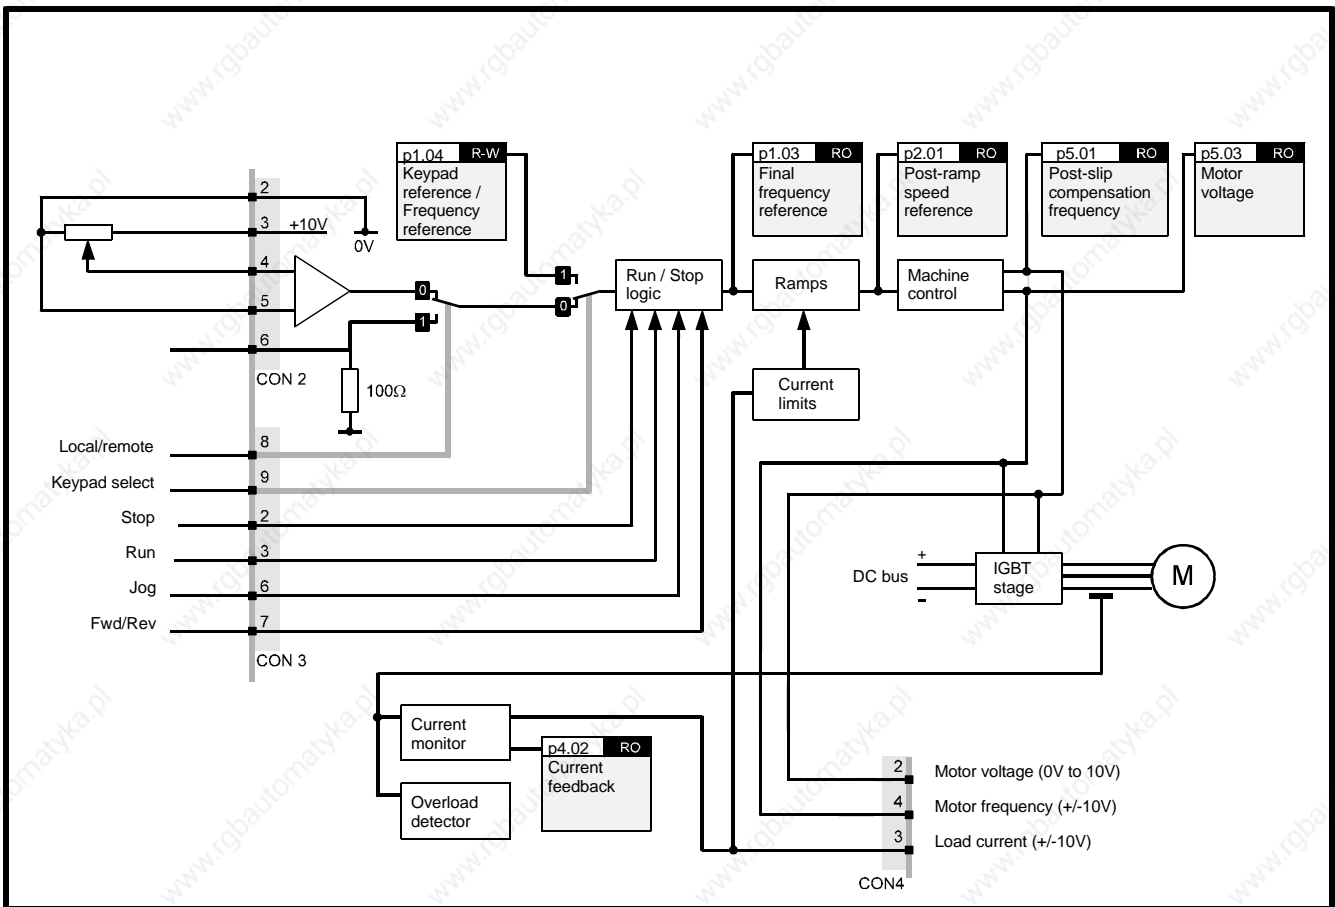 p1.04 R-W
Keypad
reference /
Frequency
reference
p1.03 RO
Final
frequency
reference
p2.01 RO
Post-ramp
speed
reference
p5.01 RO
Post-slip
compensation
frequency
p5.03 RO
Motor
voltage
2
3 +10V
0V
4
5
6
CON 2
100Ω
0
1
1
0
Run / Stop
logic
Ramps
Machine
control
Current
limits
Local/remote 8
Keypad select 9
Stop 2
Run 3
Jog 6
Fwd/Rev 7
CON 3
DC bus
+
-
IGBT
stage
M
Current
monitor
p4.02 RO
Current
feedback
Overload
detector
2 Motor voltage (0V to 10V)
4 Motor frequency (+/-10V)
3 Load current (+/-10V)
CON4
www.rgbautomatyka.pl